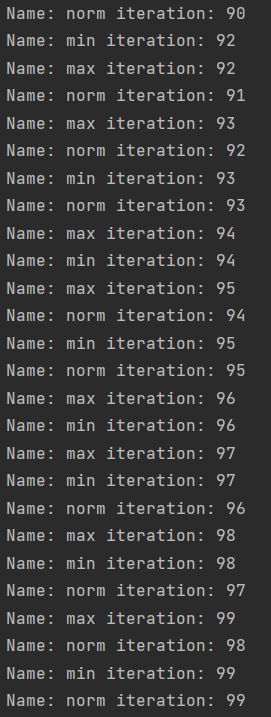 Name: norm iteration: 90
Name: min iteration: 92
Name: max iteration: 92
Name: norm iteration: 91
Name: max iteration: 93
Name: norm iteration: 92
Name: min iteration: 93
Name: norm iteration: 93
Name: max iteration: 94
Name: min iteration: 94
Name: max iteration: 95
Name: norm iteration: 94
Name: min iteration: 95
Name: norm iteration: 95
Name: max iteration: 96
Name: min iteration: 96
Name: max iteration: 97
Name: min iteration: 97
Name: norm iteration: 96
Name: max iteration: 98
Name: min iteration: 98
Name: norm iteration: 97
Name: max iteration: 99
Name: norm iteration: 98
Name: min iteration: 99
Name: norm iteration: 99